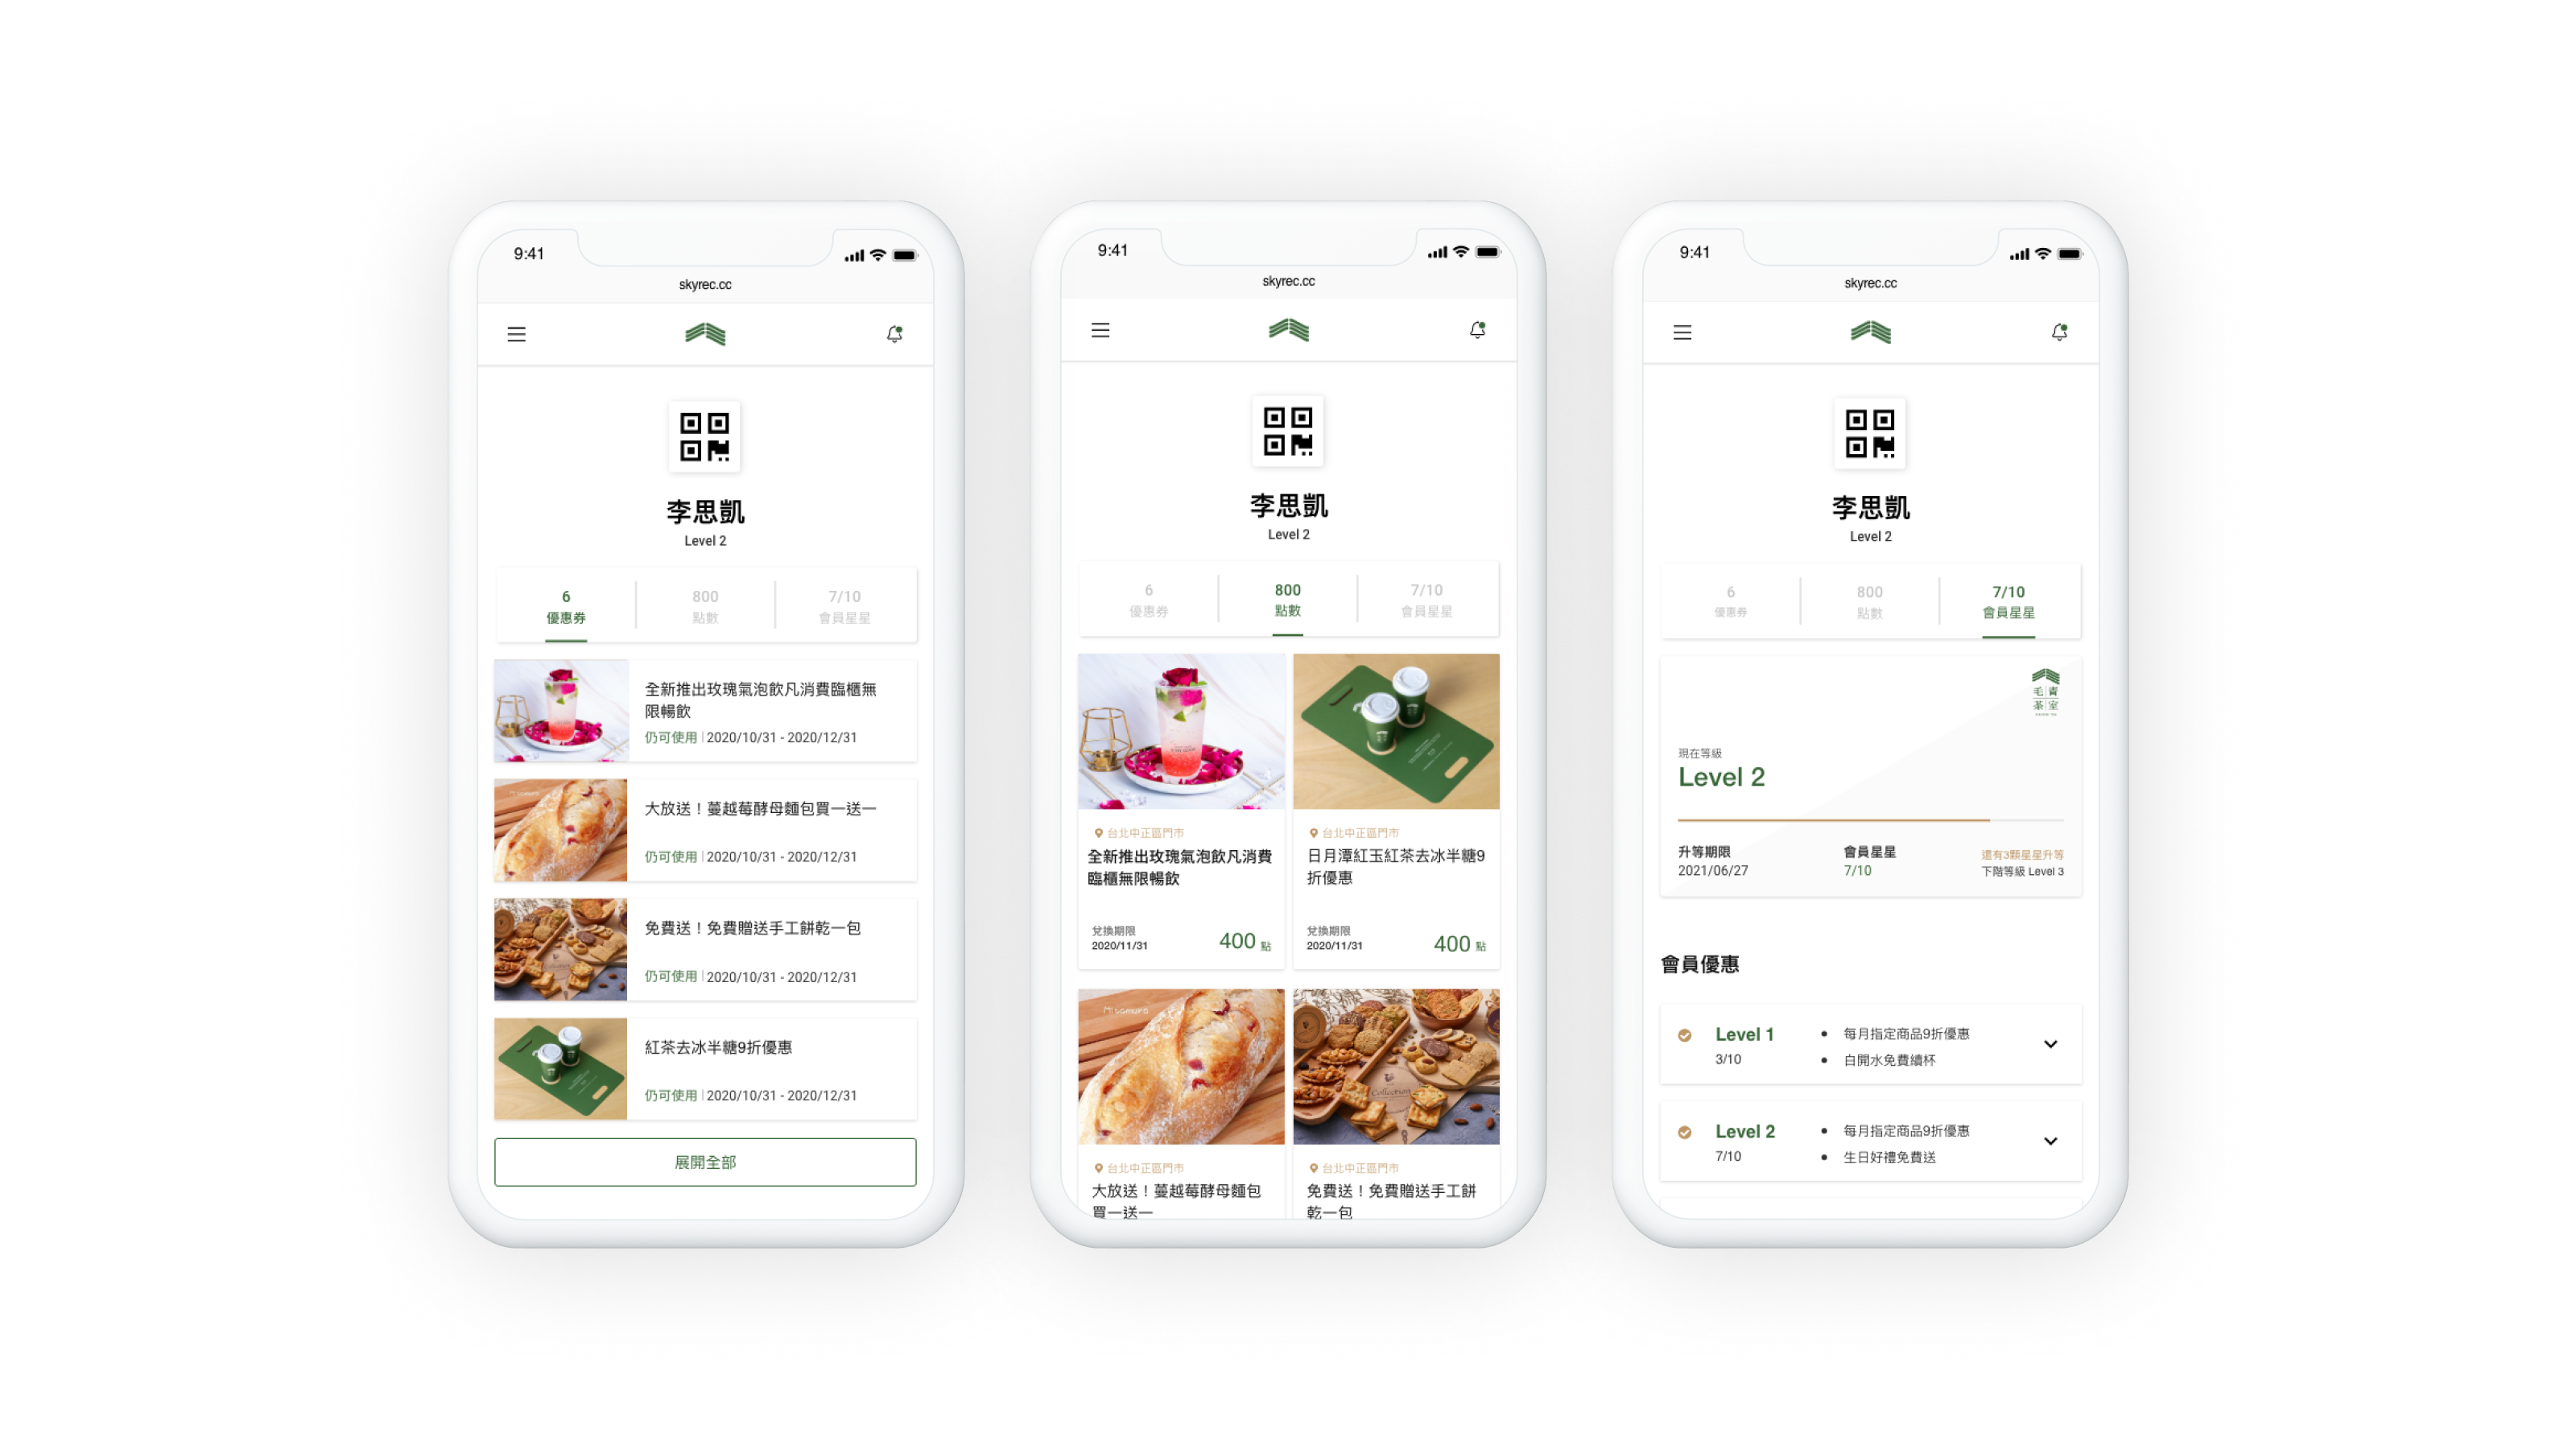 9:41
skyrec.cc
李思凱
Level 2
6
優惠券
800
點數
7/10
會員星星
全新推出玫瑰氣泡飲凡消費臨櫃無
限暢飲
仍可使用 | 2020/10/31 - 2020/12/31
大放送！蔓越莓酵母麵包買一送一
仍可使用 | 2020/10/31 - 2020/12/31
免費送！免費贈送手工餅乾一包
仍可使用 | 2020/10/31 - 2020/12/31
紅茶去冰半糖9折優惠
仍可使用 | 2020/10/31 - 2020/12/31
展開全部
9:41
skyrec.cc
李思凱
Level 2
6
優惠券
800
點數
7/10
會員星星
台北中正區門市
全新推出玫瑰氣泡飲凡消費
臨櫃無限暢飲
兌換期限
2020/11/31
400 點
台北中正區門市
日月潭紅玉紅茶去冰半糖9
折優惠
兌換期限
2020/11/31
400 點
Collection
台北中正區門市
大放送！蔓越莓酵母麵包
買一送一
台北中正區門市
免費送！免費贈送手工餅
乾一包
9:41
skyrec.cc
李思凱
Level 2
6
優惠券
800
點數
7/10
會員星星
現在等級
Level 2
升等期限
2021/06/27
會員星星
7/10
還有3顆星星升等
下階等級 Level 3
會員優惠
Level 1
3/10
• 每月指定商品9折優惠
• 白開水免費續杯
Level 2
7/10
• 每月指定商品9折優惠
• 生日好禮免費送